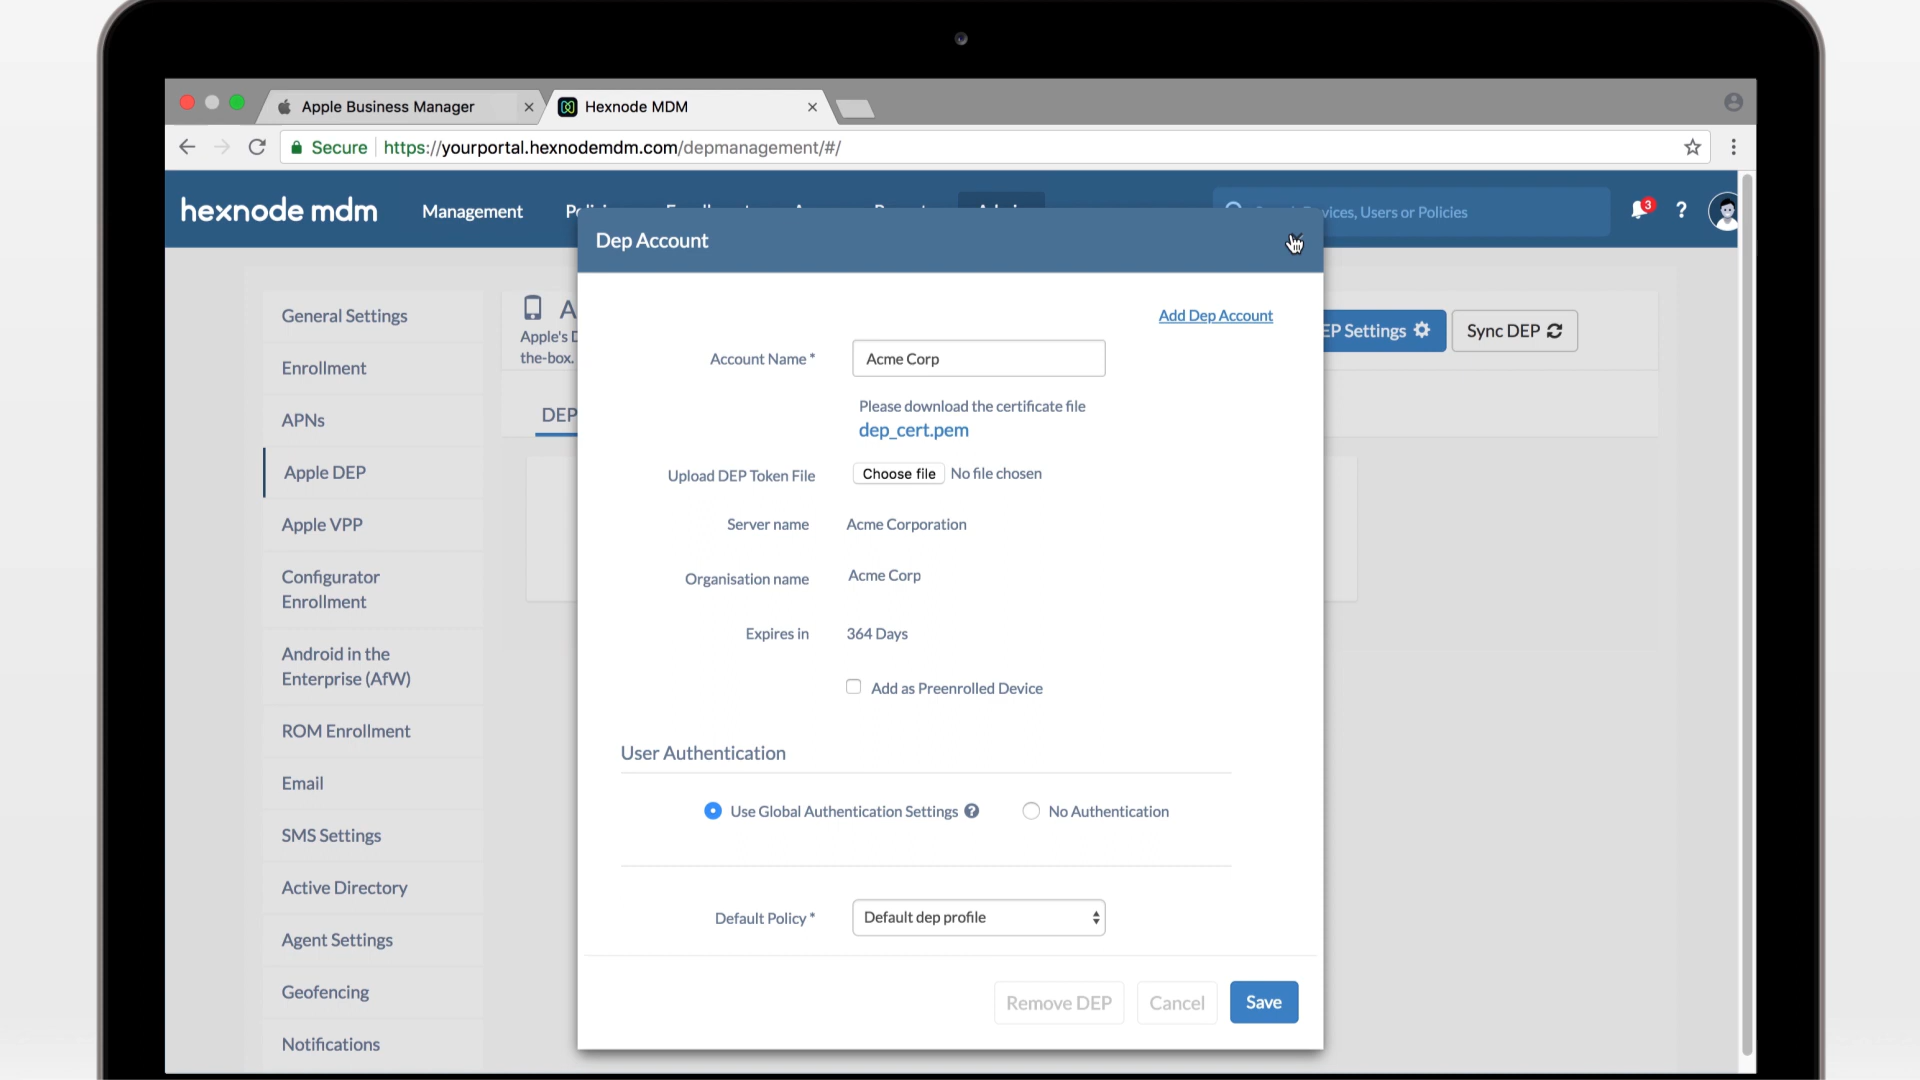 Apple Business Manager
Hexnode MDM
Secure
https://yourportal.hexnodemdm.com/depmanagement/#/
hexnode mdm
Management
vices, Users or Policies
3
?
Dep Account
General Settings
Enrollment
APNs
Apple DEP
Apple VPP
Configurator
Enrollment
Android in the
Enterprise (AfW)
ROM Enrollment
Email
SMS Settings
Active Directory
Agent Settings
Geofencing
Notifications
A
Apple's D
the-box.
DEP
EP Settings
Sync DEP
Add Dep Account
Account Name *
Acme Corp
Please download the certificate file
dep_cert.pem
Upload DEP Token File
Choose file No file chosen
Server name
Acme Corporation
Organisation name
Acme Corp
Expires in
364 Days
Add as Preenrolled Device
User Authentication
Use Global Authentication Settings ?
No Authentication
Default Policy *
Default dep profile
Remove DEP
Cancel
Save